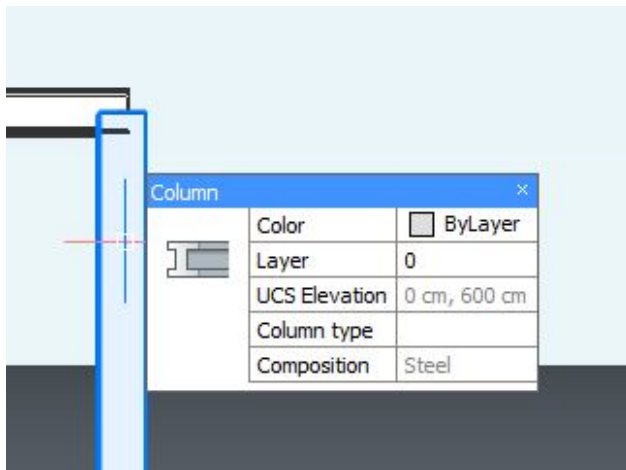 Column
Color ByLayer
Layer 0
UCS Elevation 0 cm, 600 cm
Column type
Composition Steel